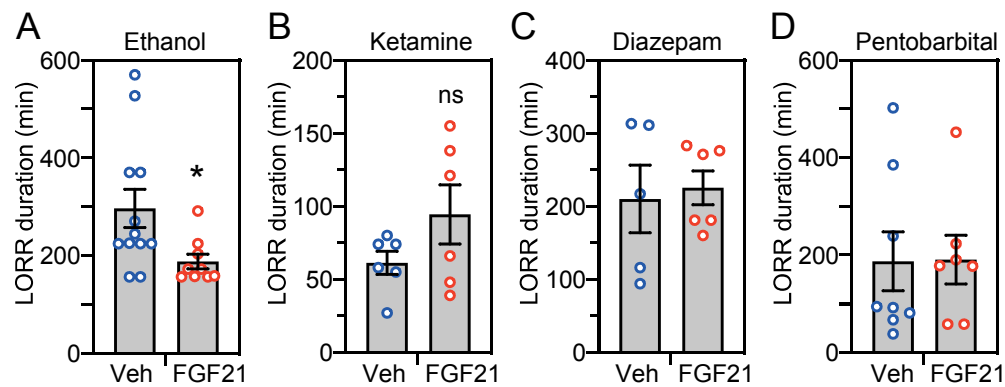 A
Ethanol
LORR duration (min)
600
400
200
0
*
Veh
FGF21
B
Ketamine
LORR duration (min)
200
150
100
50
0
ns
Veh
FGF21
C
Diazepam
LORR duration (min)
400
300
200
100
0
Veh
FGF21
D
Pentobarbital
LORR duration (min)
600
400
200
0
Veh
FGF21